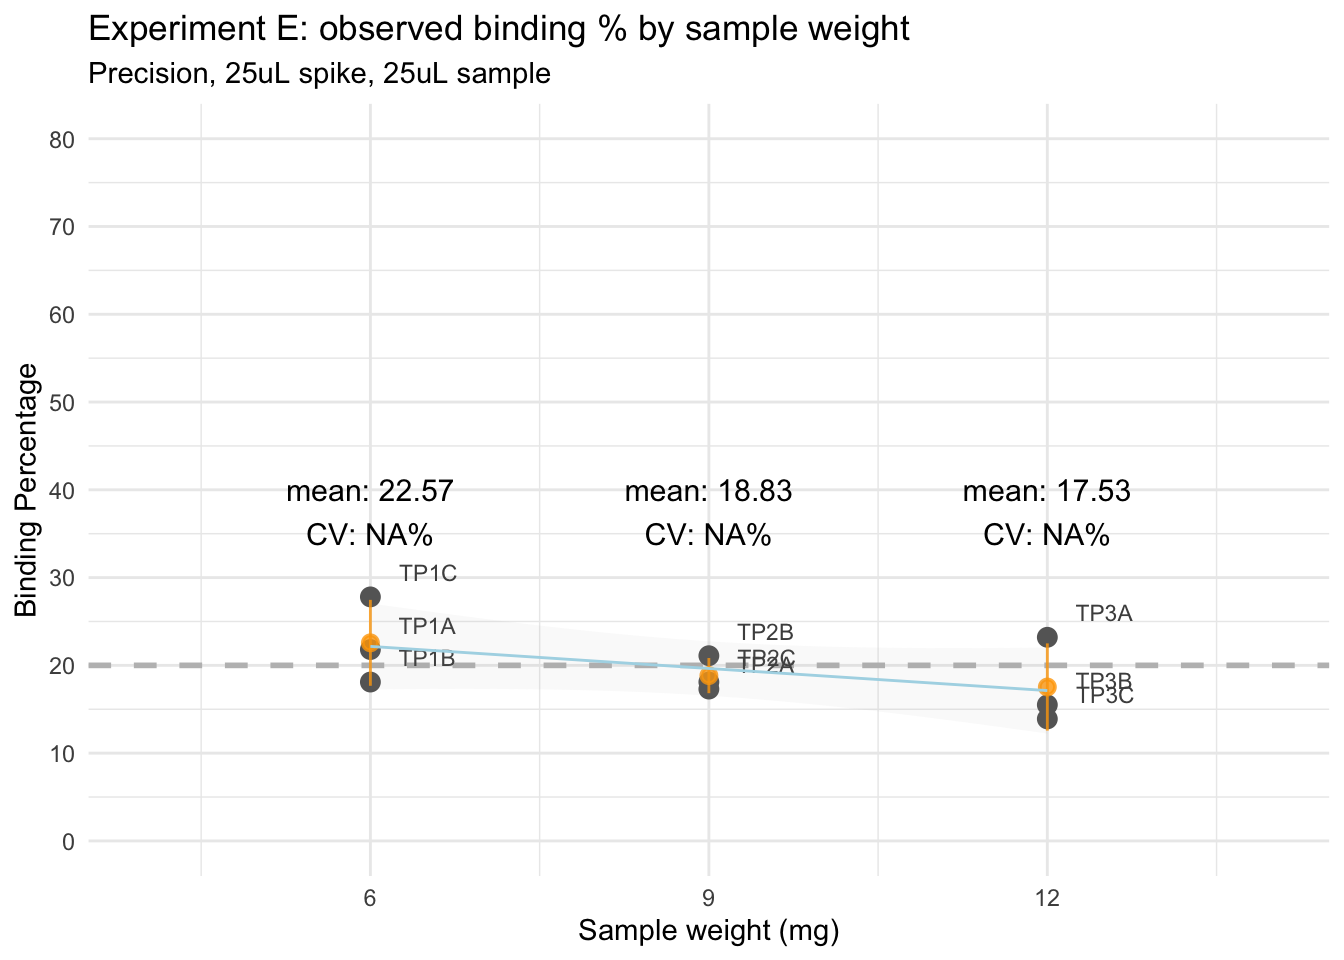 Experiment E: observed binding % by sample weight
Precision, 25uL spike, 25uL sample
80
70
60
50
40
30
20
10
0
Binding Percentage
mean: 22.57
CV: NA%
mean: 18.83
CV: NA%
mean: 17.53
CV: NA%
TP1C
TP1A
TP1B
TP2B
TP2C
TP2A
TP3A
TP3B
TP3C
6
9
12
Sample weight (mg)